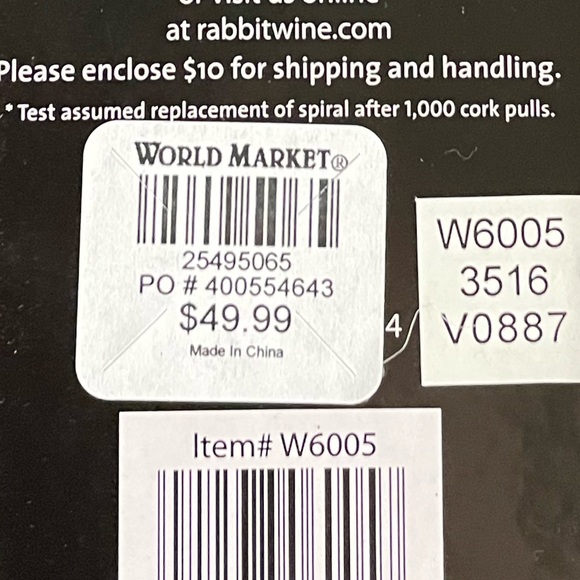 at rabbitwine.com
Please enclose $10 for shipping and handling.
* Test assumed replacement of spiral after 1,000 cork pulls.
WORLD MARKET®
25495065
PO # 400554643
$49.99
Made In China
4/
W6005
3516
V0887
Item# W6005